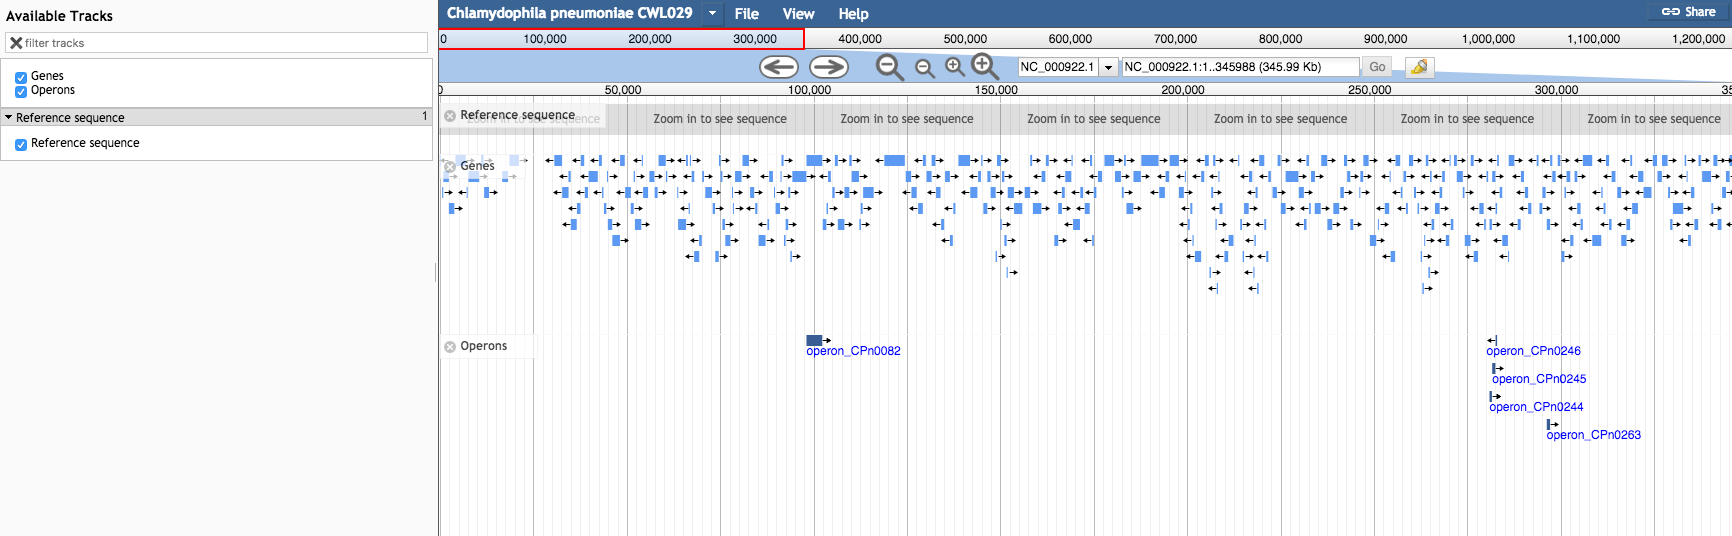 Available Tracks
filter tracks
Genes
Operons
Reference sequence 1
Reference sequence
Chlamydophila pneumoniae CWL029 File View Help Share
0 100,000 200,000 300,000 400,000 500,000 600,000 700,000 800,000 900,000 1,000,000 1,100,000 1,200,000
NC_000922.1 NC_000922.1:1..345988 (345.99 Kb) Go
0 50,000 100,000 150,000 200,000 250,000 300,000 35
Reference sequence
Zoom in to see sequence Zoom in to see sequence Zoom in to see sequence Zoom in to see sequence Zoom in to see sequence Zoom in to see sequence Zoom in to see sequence
Genes
Operons
operon_CPn0082 operon_CPn0246
operon_CPn0245
operon_CPn0244
operon_CPn0263